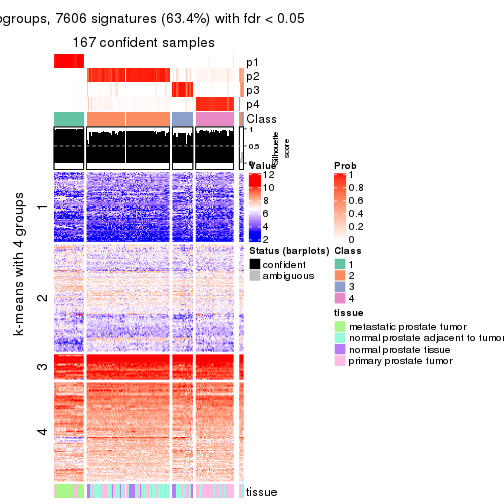 ogroups, 7606 signatures (63.4%) with fdr < 0.05
167 confident samples
p1
p2
p3
p4
Class
1
0.5
0
Silhouette
score
k-means with 4 groups
1
2
3
4
Value
12
10
8
6
4
2
Prob
1
0.8
0.6
0.4
0.2
0
Status (barplots)
confident
ambiguous
Class
1
2
3
4
tissue
metastatic prostate tumor
normal prostate adjacent to tumor
normal prostate tissue
primary prostate tumor
tissue